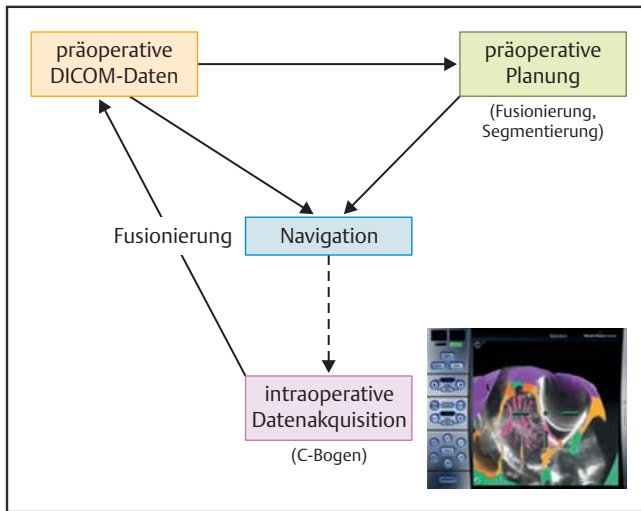 präoperative
DICOM-Daten
präoperative
Planung
(Fusionierung,
Segmentierung)
Fusionierung
Navigation
intraoperative
Datenakquisition
(C-Bogen)